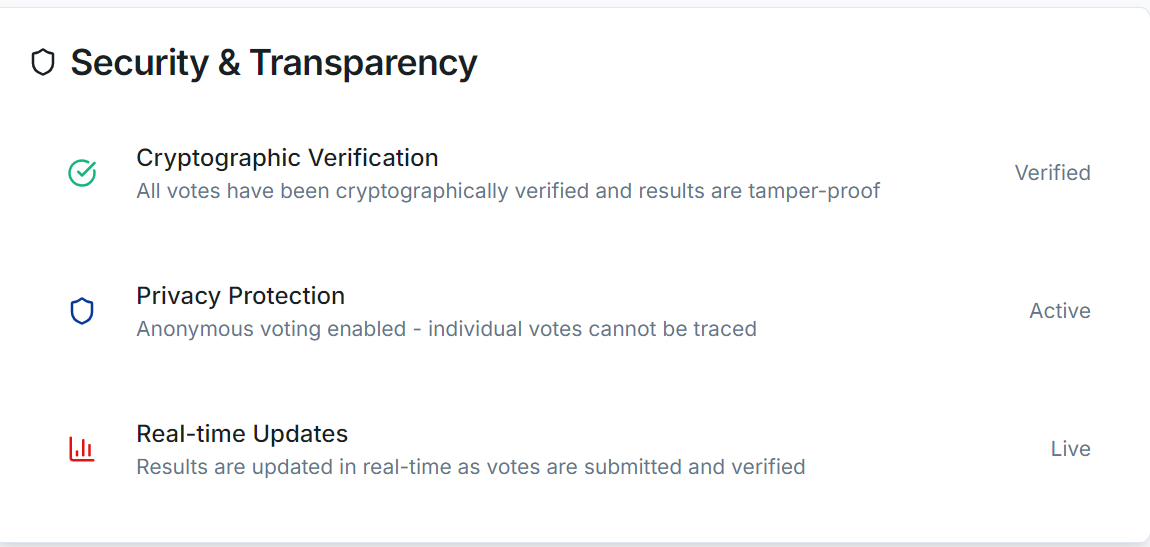 Security & Transparency
Cryptographic Verification
All votes have been cryptographically verified and results are tamper-proof
Verified
Privacy Protection
Anonymous voting enabled - individual votes cannot be traced
Active
Real-time Updates
Results are updated in real-time as votes are submitted and verified
Live